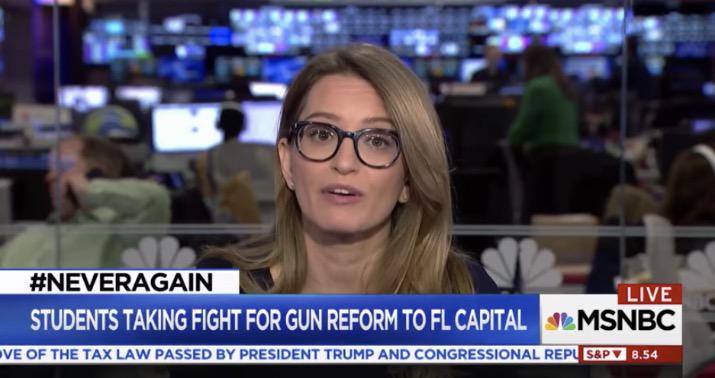 #NEVERAGAIN
LIVE
STUDENTS TAKING FIGHT FOR GUN REFORM TO FL CAPITAL
MSNBC
OVE OF THE TAX LAW PASSED BY PRESIDENT TRUMP AND CONGRESSIONAL REPU
S&P▼ 8.54